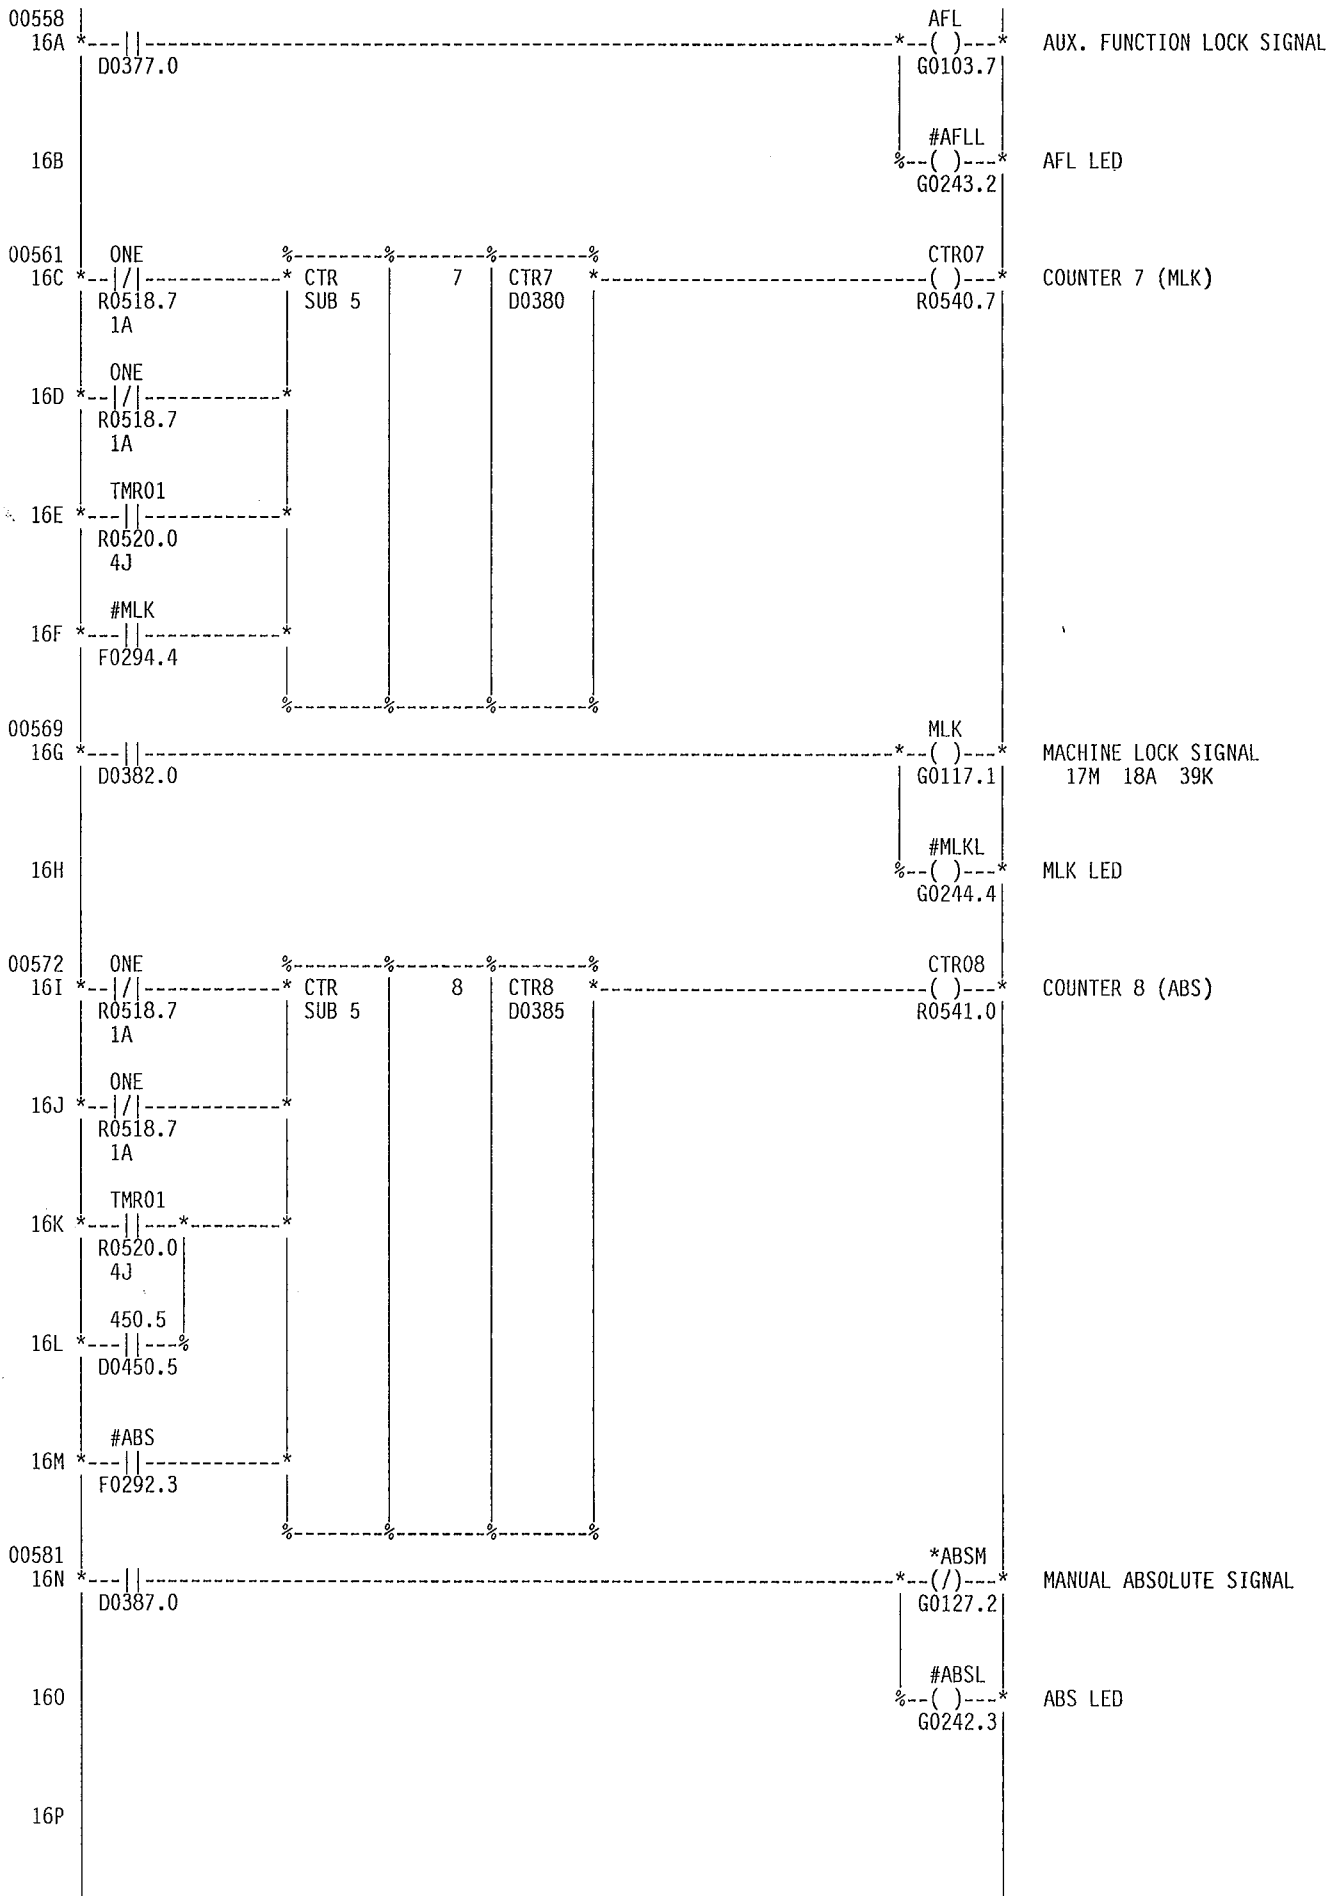 00558 AFL
16A *---||---*--( )---* AUX. FUNCTION LOCK SIGNAL
D0377.0 G0103.7
#AFLL
16B %--( )---* AFL LED
G0243.2
00561 ONE %-------%-------%-------% CTR07
16C *--|/|---* CTR 7 CTR7 *---( )---* COUNTER 7 (MLK)
R0518.7 SUB 5 D0380 R0540.7
1A
ONE
16D *--|/|---*
R0518.7
1A
TMR01
16E *---||---*
R0520.0
4J
#MLK
16F *---||---*
F0294.4
%-------%-------%-------%
00569 MLK
16G *---||---*--( )---* MACHINE LOCK SIGNAL
D0382.0 G0117.1 17M 18A 39K
#MLKL
16H %--( )---* MLK LED
G0244.4
00572 ONE %-------%-------%-------% CTR08
16I *--|/|---* CTR 8 CTR8 *---( )---* COUNTER 8 (ABS)
R0518.7 SUB 5 D0385 R0541.0
1A
ONE
16J *--|/|---*
R0518.7
1A
TMR01
16K *---||---*---*
R0520.0
4J
450.5
16L *---||---%
D0450.5
#ABS
16M *---||---*
F0292.3
%-------%-------%-------%
00581 *ABSM
16N *---||---*--(/)---* MANUAL ABSOLUTE SIGNAL
D0387.0 G0127.2
#ABSL
16O %--( )---* ABS LED
G0242.3
16P